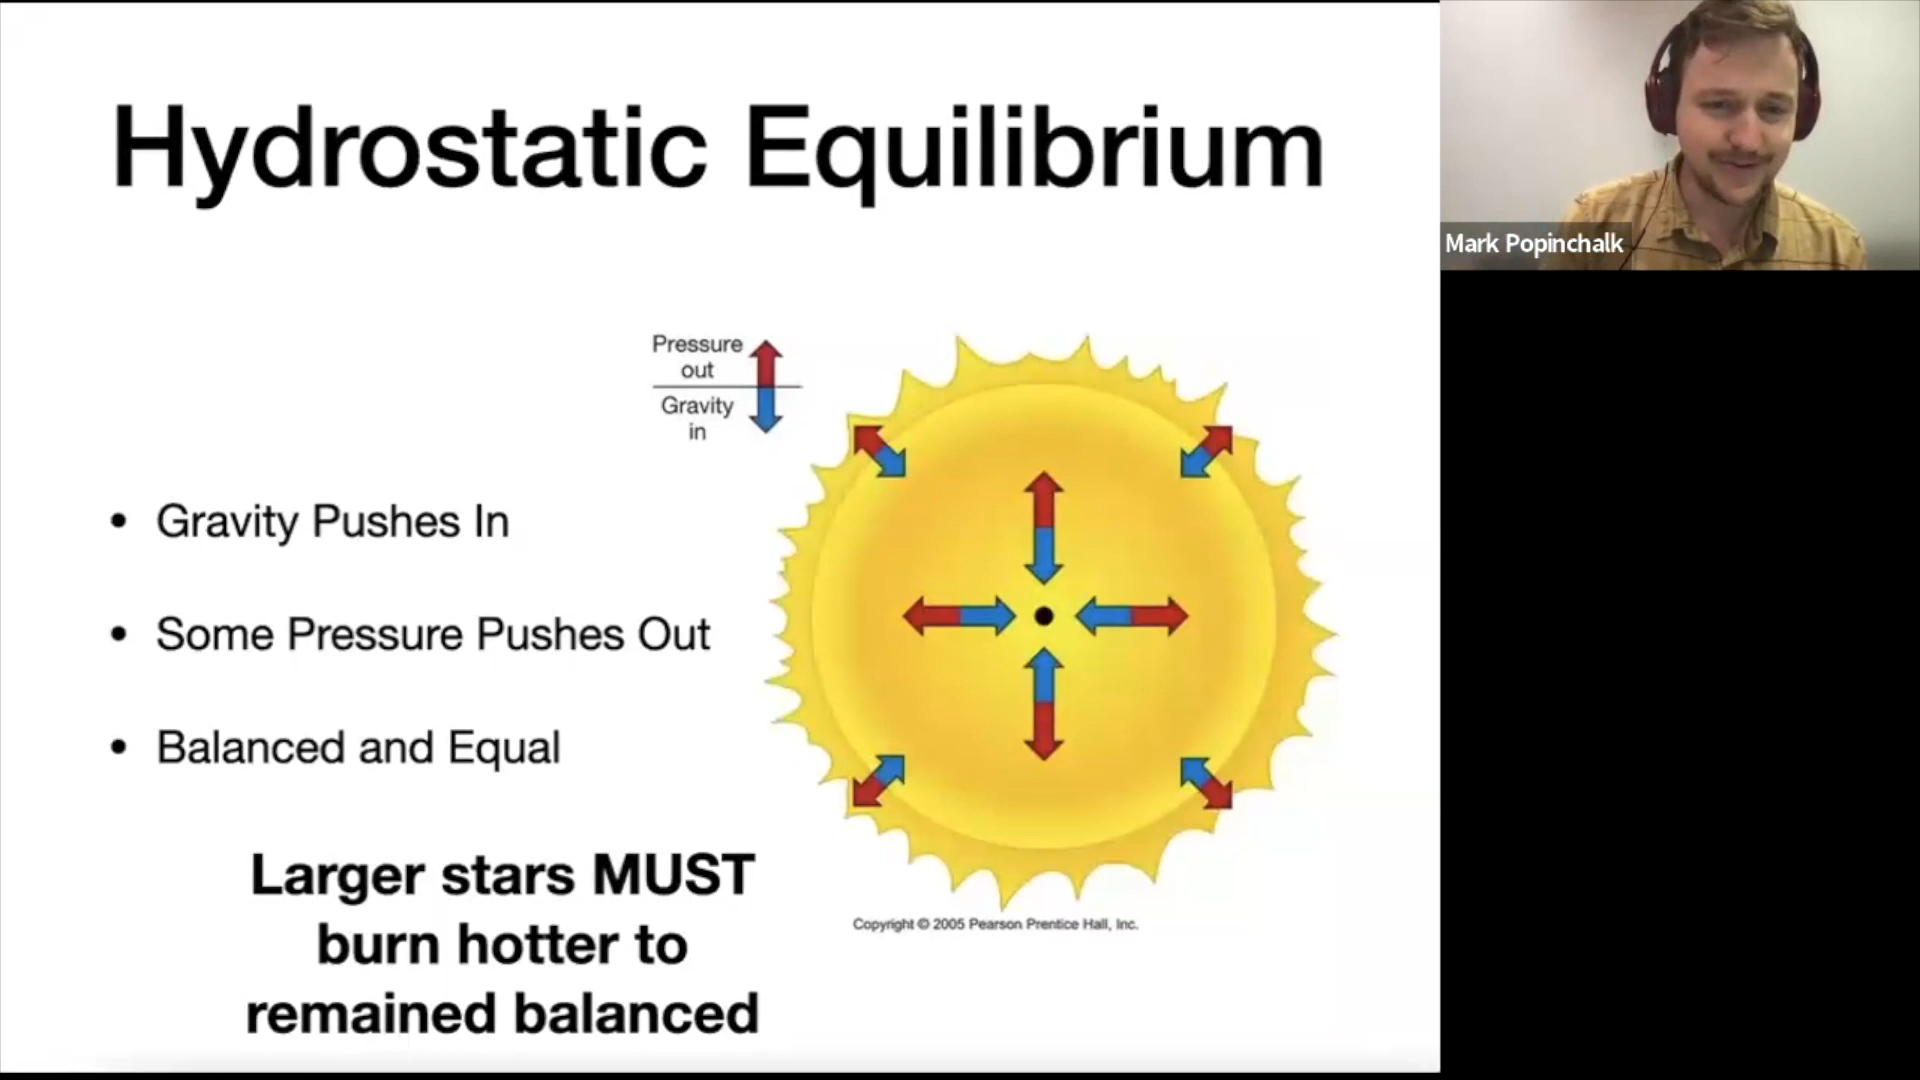 Hydrostatic Equilibrium
Pressure
out
Gravity
in
• Gravity Pushes In
• Some Pressure Pushes Out
• Balanced and Equal
Larger stars MUST
burn hotter to
remained balanced
Copyright © 2005 Pearson Prentice Hall, Inc.
Mark Popinchalk